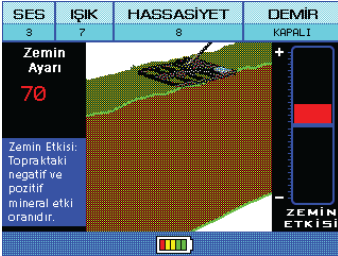 SES IŞIK HASSASİYET DEMİR
3 7 8 KAPALI
Zemin
Ayarı
70
Zemin Etkisi:
Topraktaki
negatif ve
pozitif
mineral etki
oranıdır.
+
-
ZEMİN
ETKİSİ